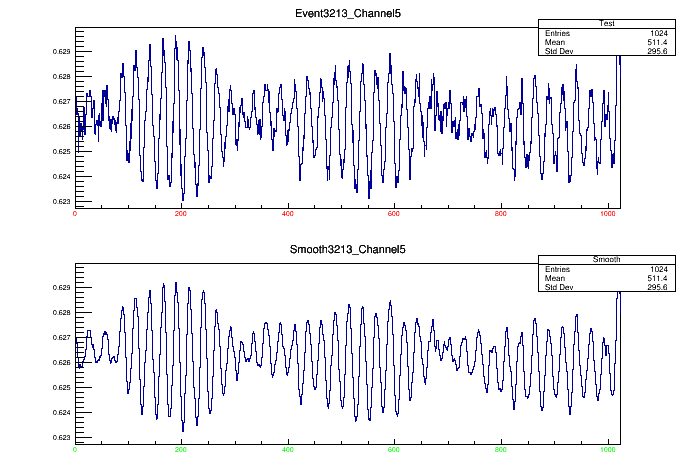 Event3213_Channel5
Test
Entries 1024
Mean 511.4
Std Dev 295.6
0.629
0.628
0.627
0.626
0.625
0.624
0.623
0 200 400 600 800 1000
Smooth3213_Channel5
Smooth
Entries 1024
Mean 511.4
Std Dev 295.6
0.629
0.628
0.627
0.626
0.625
0.624
0.623
0 200 400 600 800 1000